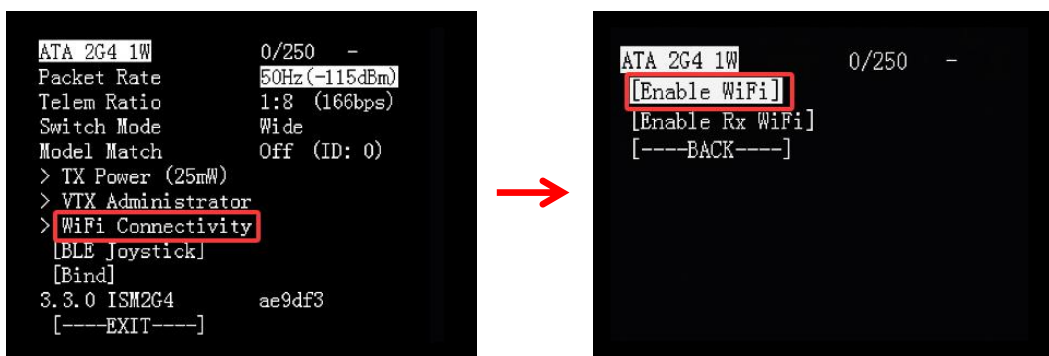 ATA 2G4 1W 0/250 -
Packet Rate 50Hz(-115dBm)
Telem Ratio 1:8 (166bps)
Switch Mode Wide
Model Match Off (ID: 0)
> TX Power (25mW)
> VTX Administrator
> WiFi Connectivity
[BLE Joystick]
[Bind]
3.3.0 ISM2G4 ae9df3
[----EXIT----]
ATA 2G4 1W 0/250 -
[Enable WiFi]
[Enable Rx WiFi]
[----BACK----]